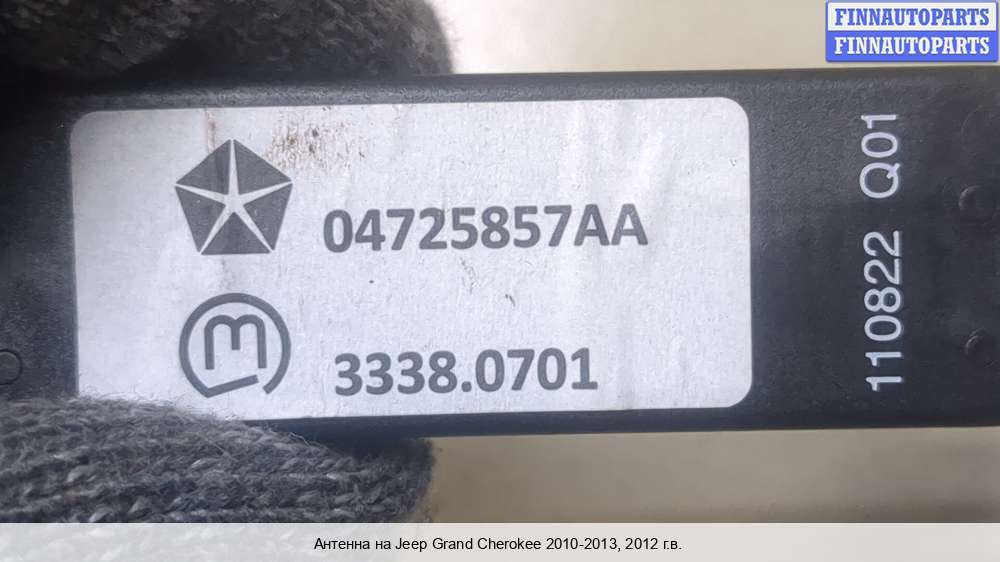 FINNAUTOPARTS
FINNAUTOPARTS
04725857AA
3338.0701
110822 Q01
Антенна на Jeep Grand Cherokee 2010-2013, 2012 г.в.